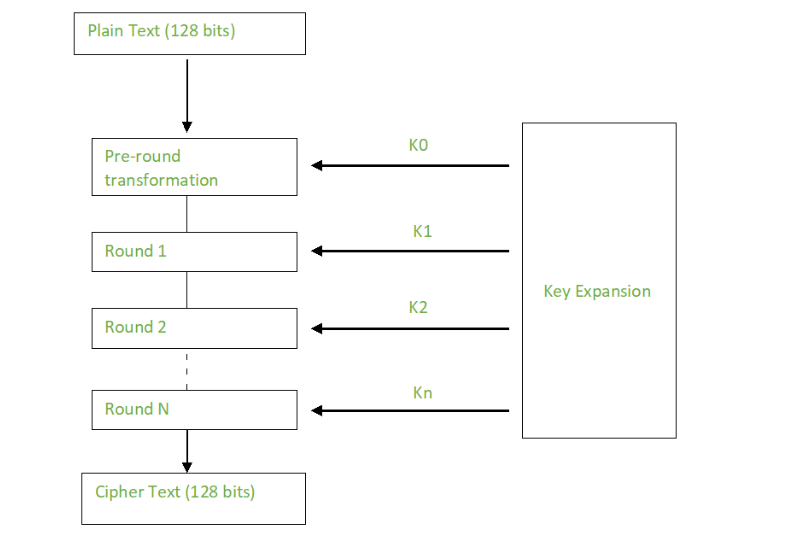 Plain Text (128 bits)
Pre-round
transformation
K0
Round 1
K1
Key Expansion
Round 2
K2
Round N
Kn
Cipher Text (128 bits)